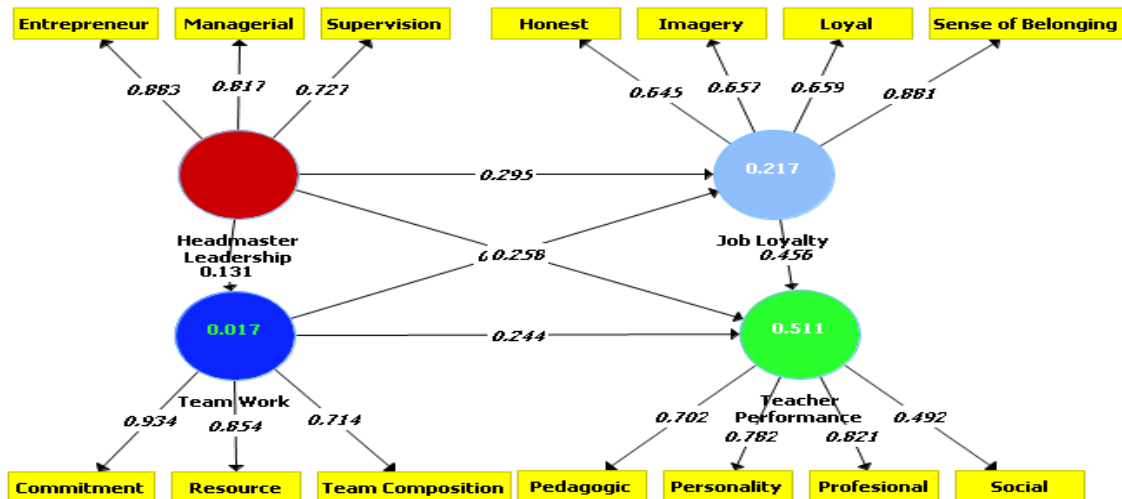 Entrepreneur Managerial Supervision Honest Imagery Loyal Sense of Belonging
0.883 0.817 0.727 0.645 0.657 0.659 0.881
0.217
0.295
Headmaster
Leadership
Job Loyalty
0.258
0.456
0.131
0.017
0.511
0.244
Team Work
Teacher
Performance
0.934 0.854 0.714 0.702 0.782 0.821 0.492
Commitment Resource Team Composition Pedagogic Personality Profesional Social